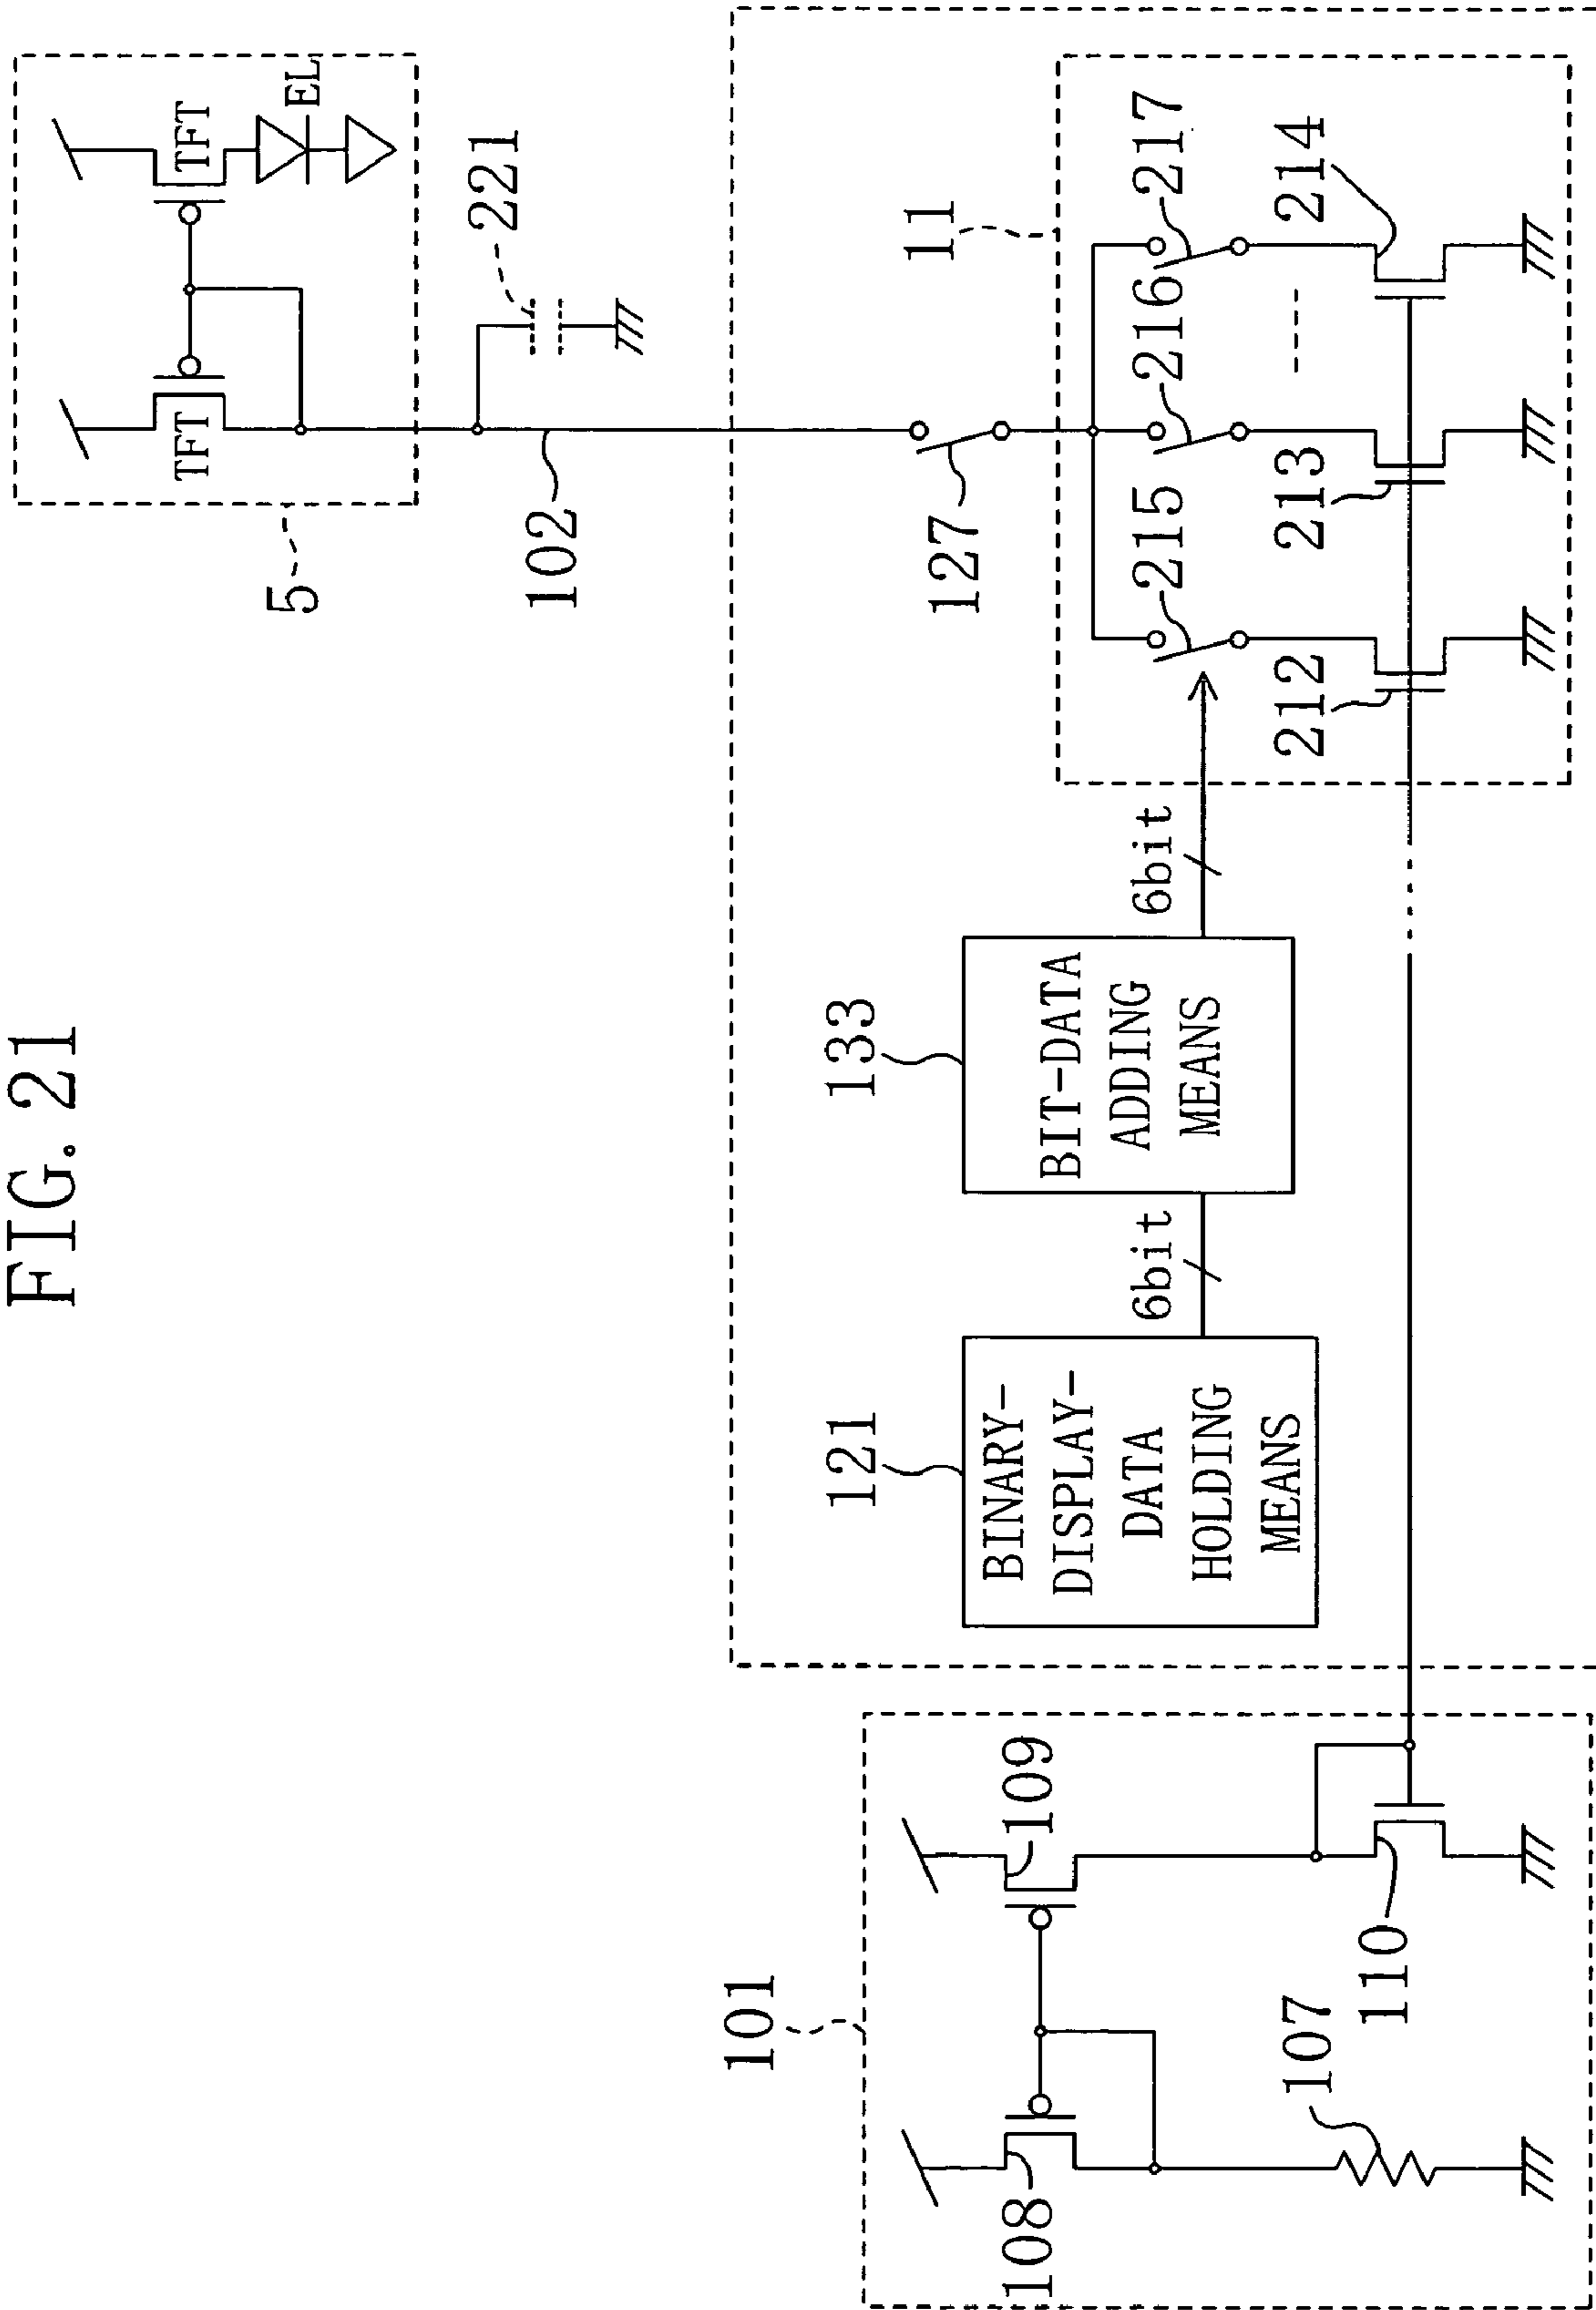 FIG. 21
TFT
TFT
EL
5
221
102
11
127
215
216
217
212
213
214
133
BIT-DATA
ADDING
MEANS
6bit
6bit
121
BINARY-
DISPLAY-
DATA
HOLDING
MEANS
101
108
109
107
110